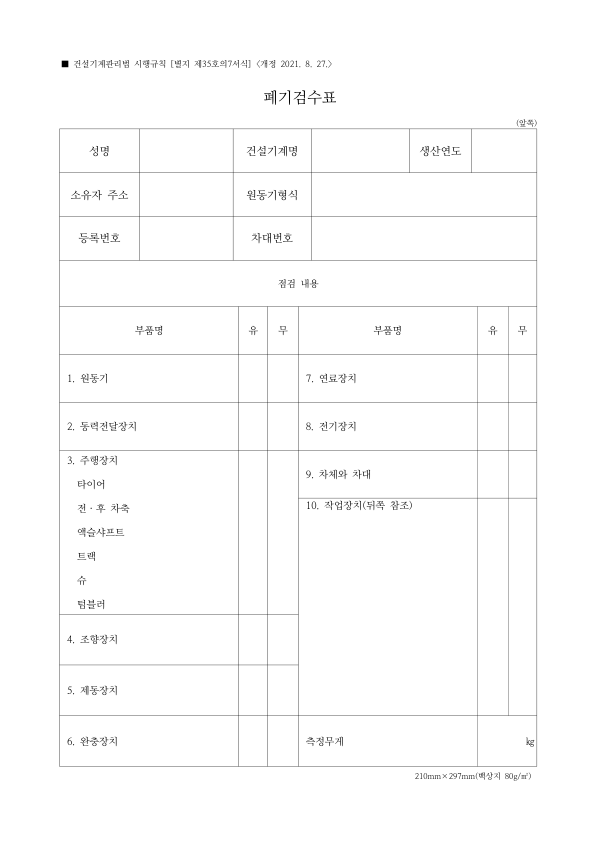 ■ 건설기계관리법 시행규칙 [별지 제35호의7서식] <개정 2021. 8. 27.>
폐기검수표
(앞쪽)
성명 건설기계명 생산연도
소유자 주소 원동기형식
등록번호 차대번호
점검 내용
부품명 유 무 부품명 유 무
1. 원동기 7. 연료장치
2. 동력전달장치 8. 전기장치
3. 주행장치
타이어
전ㆍ후 차축
액슬샤프트
트랙
슈
텀블러
9. 차체와 차대
10. 작업장치(뒤쪽 참조)
4. 조향장치
5. 제동장치
6. 완충장치 측정무게 ㎏
210mm×297mm(백상지 80g/㎡)